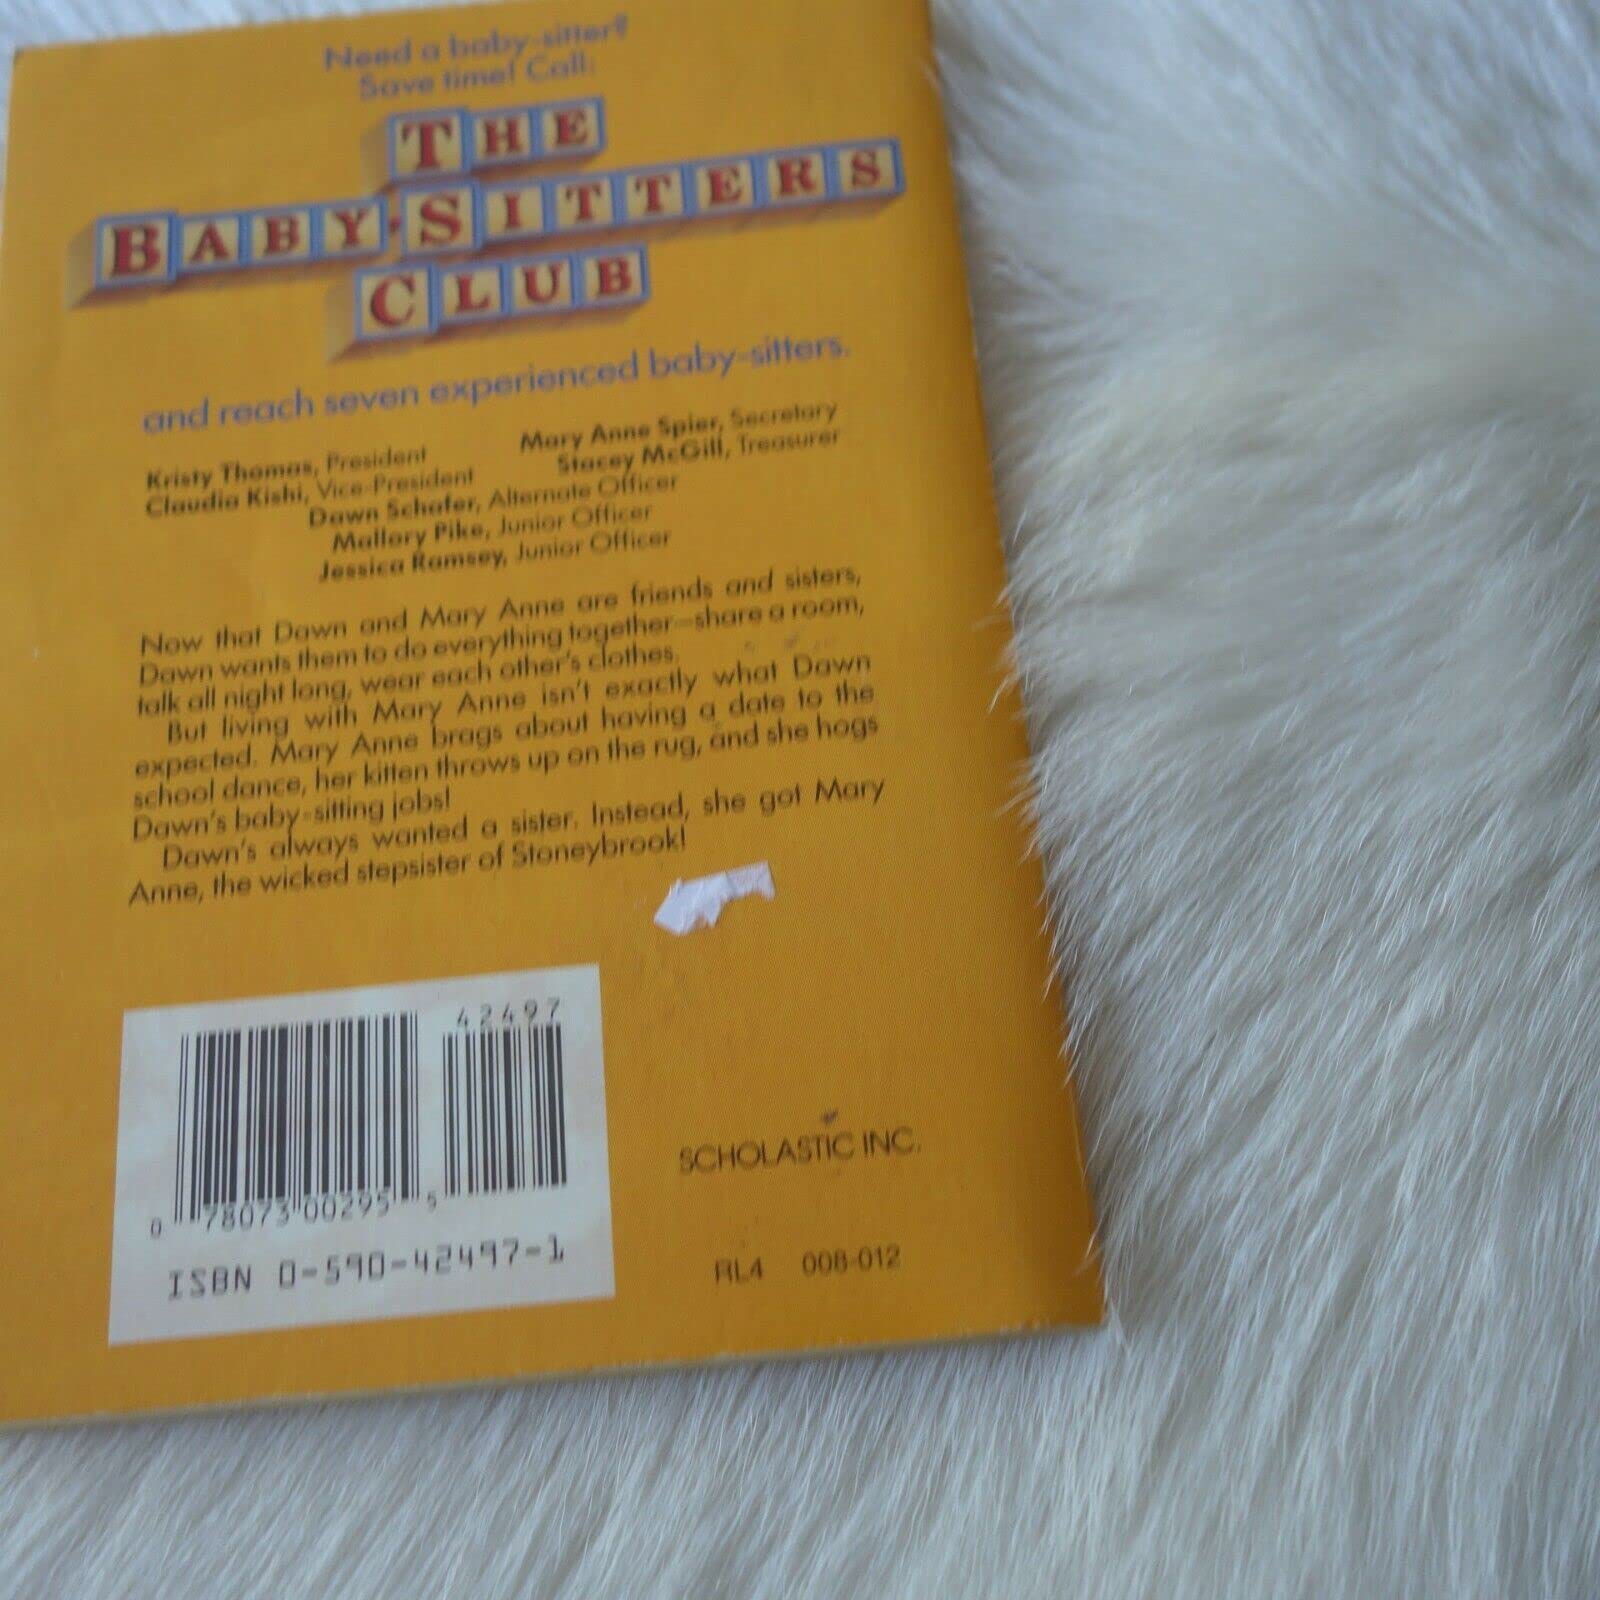 Need a baby-sitter?
Save time! Call:
THE
BABY-SITTERS
CLUB
and reach seven experienced baby-sitters.
Kristy Thomas, President Mary Anne Spier, Secretary
Claudia Kishi, Vice-President Stacey McGill, Treasurer
Dawn Schafer, Alternate Officer
Mallory Pike, Junior Officer
Jessica Ramsey, Junior Officer
Now that Dawn and Mary Anne are friends and sisters,
Dawn wants them to do everything together—share a room,
talk all night long, wear each other's clothes.
But living with Mary Anne isn't exactly what Dawn
expected. Mary Anne brags about having a date to the
school dance, her kitten throws up on the rug, and she hogs
Dawn's baby-sitting jobs!
Dawn's always wanted a sister. Instead, she got Mary
Anne, the wicked stepsister of Stoneybrook!
42497
0 78073 00295 5
ISBN 0-590-42497-1
SCHOLASTIC INC.
RL4 008-012